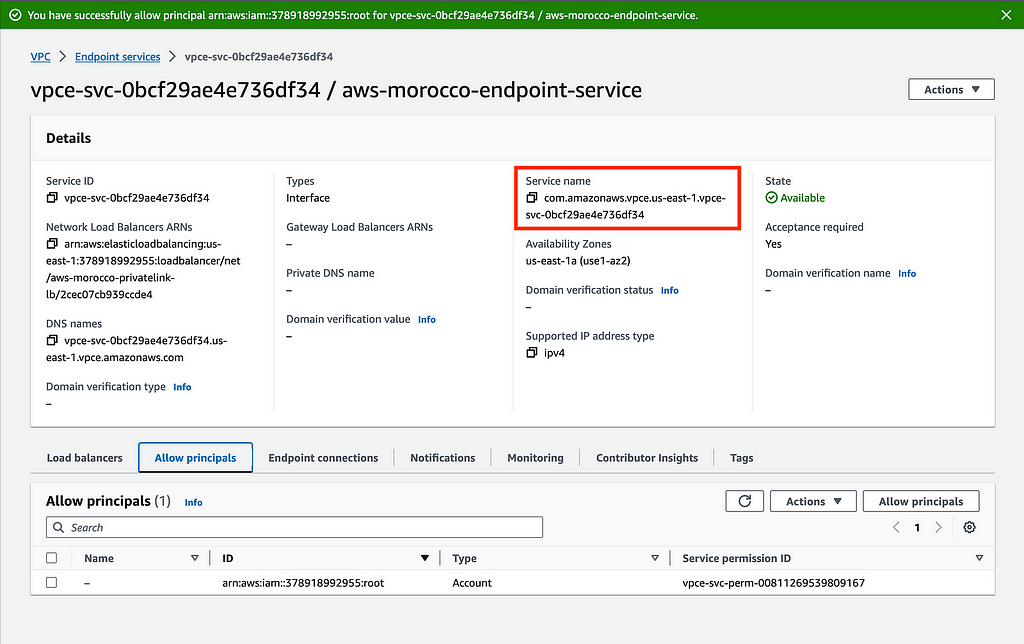 You have successfully allow principal arn:aws:iam::378918992955:root for vpce-svc-0bcf29ae4e736df34 / aws-morocco-endpoint-service.
VPC > Endpoint services > vpce-svc-0bcf29ae4e736df34
vpce-svc-0bcf29ae4e736df34 / aws-morocco-endpoint-service
Actions
Details
Service ID
vpce-svc-0bcf29ae4e736df34
Network Load Balancers ARNs
arn:aws:elasticloadbalancing:us-
east-1:378918992955:loadbalancer/net
/aws-morocco-privatelink-
lb/2cec07cb939ccde4
DNS names
vpce-svc-0bcf29ae4e736df34.us-
east-1.vpce.amazonaws.com
Domain verification type Info
–
Types
Interface
Gateway Load Balancers ARNs
–
Private DNS name
–
Domain verification value Info
–
Service name
com.amazonaws.vpce.us-east-1.vpce-
svc-0bcf29ae4e736df34
Availability Zones
us-east-1a (use1-az2)
Domain verification status Info
–
Supported IP address type
ipv4
State
Available
Acceptance required
Yes
Domain verification name Info
–
Load balancers Allow principals Endpoint connections Notifications Monitoring Contributor Insights Tags
Allow principals (1) Info
Actions Allow principals
Search
1
Name ID Type Service permission ID
– arn:aws:iam::378918992955:root Account vpce-svc-perm-00811269539809167